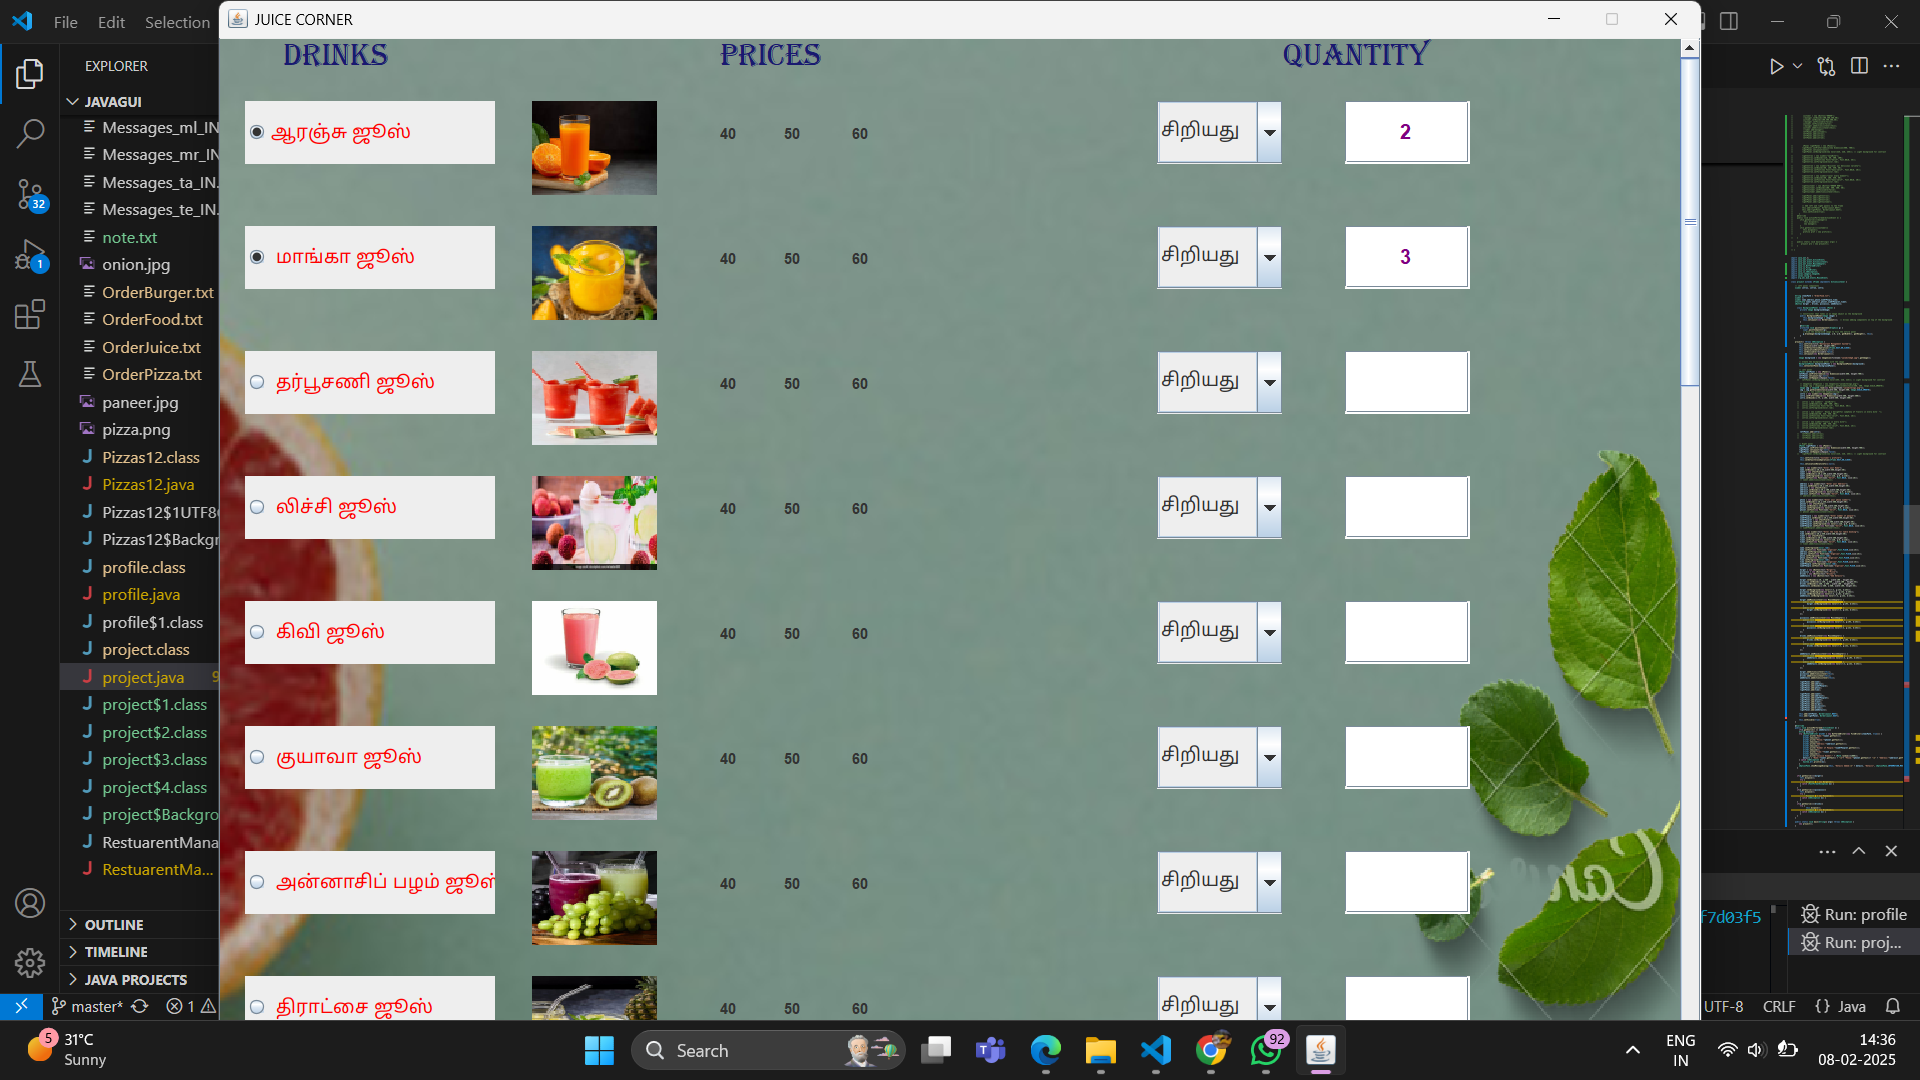 File Edit Selection
JUICE CORNER
EXPLORER
JAVAGUI
Messages_ml_IN
Messages_mr_IN
Messages_ta_IN.
Messages_te_IN.
note.txt
onion.jpg
OrderBurger.txt
OrderFood.txt
OrderJuice.txt
OrderPizza.txt
paneer.jpg
pizza.png
Pizzas12.class
Pizzas12.java
Pizzas12$1UTF8
Pizzas12$Backgr
profile.class
profile.java
profile$1.class
project.class
project.java 9
project$1.class
project$2.class
project$3.class
project$4.class
project$Backgro
RestuarentMana
RestuarentMa...
OUTLINE
TIMELINE
JAVA PROJECTS
32
1
DRINKS PRICES QUANTITY
ஆரஞ்சு ஜூஸ் 40 50 60 சிறியது 2
மாங்கா ஜூஸ் 40 50 60 சிறியது 3
தர்பூசணி ஜூஸ் 40 50 60 சிறியது
லிச்சி ஜூஸ் 40 50 60 சிறியது
கிவி ஜூஸ் 40 50 60 சிறியது
குயாவா ஜூஸ் 40 50 60 சிறியது
அன்னாசிப் பழம் ஜூஸ் 40 50 60 சிறியது
திராட்சை ஜூஸ் 40 50 60 சிறியது
f7d03f5
Run: profile
Run: proj...
master* 1 UTF-8 CRLF {} Java
5 31°C
Sunny
Search
92
ENG
IN
14:36
08-02-2025